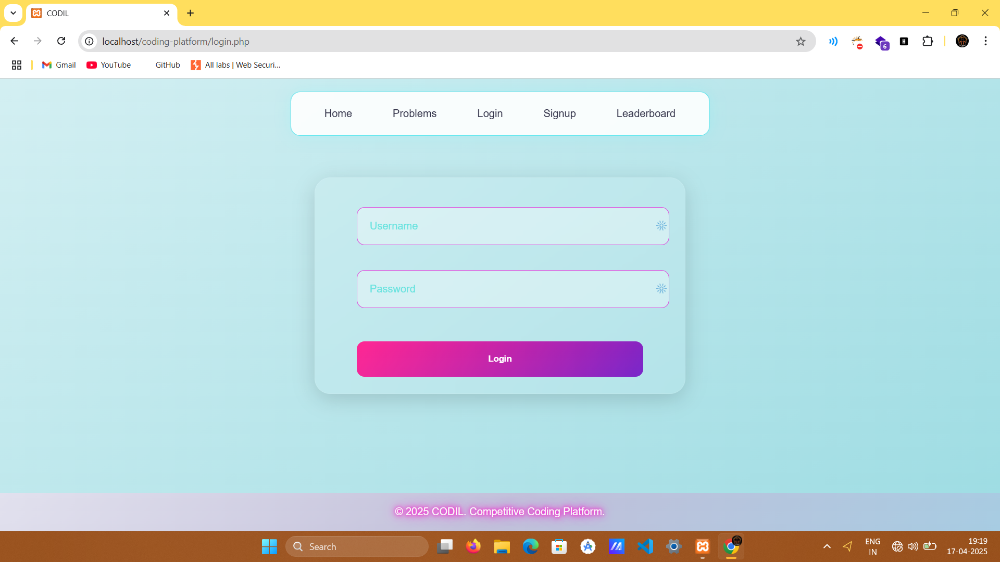 CODIL
localhost/coding-platform/login.php
6
H
Gmail
YouTube
GitHub
All labs | Web Securi...
Home
Problems
Login
Signup
Leaderboard
Username
Password
Login
© 2025 CODIL. Competitive Coding Platform.
Search
ENG
IN
19:19
17-04-2025